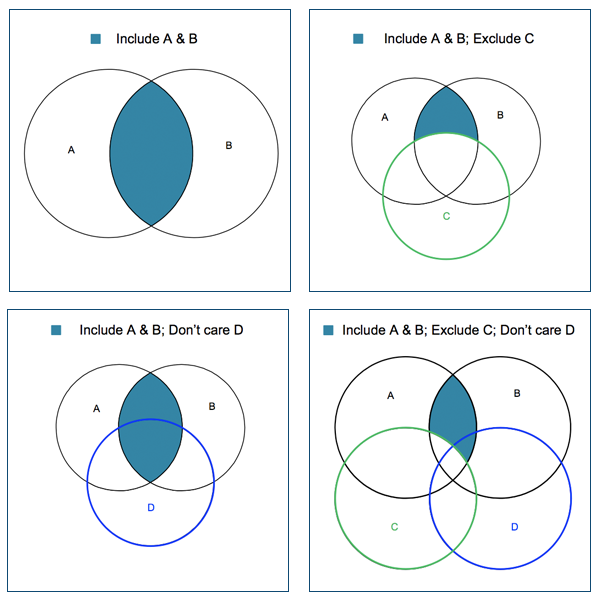 Include A & B
A
B
Include A & B; Exclude C
A
B
C
Include A & B; Don’t care D
A
B
D
Include A & B; Exclude C; Don’t care D
A
B
C
D